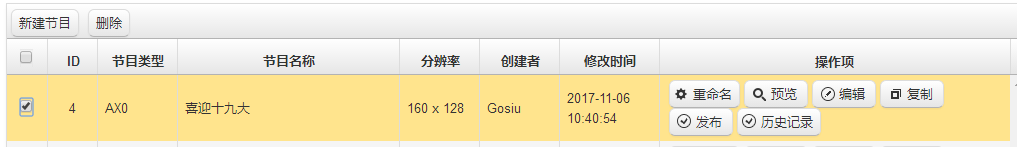 新建节目 删除
ID 节目类型 节目名称 分辨率 创建者 修改时间 操作项
4 AX0 喜迎十九大 160 x 128 Gosiu 2017-11-06 重命名 预览 编辑 复制
10:40:54 发布 历史记录